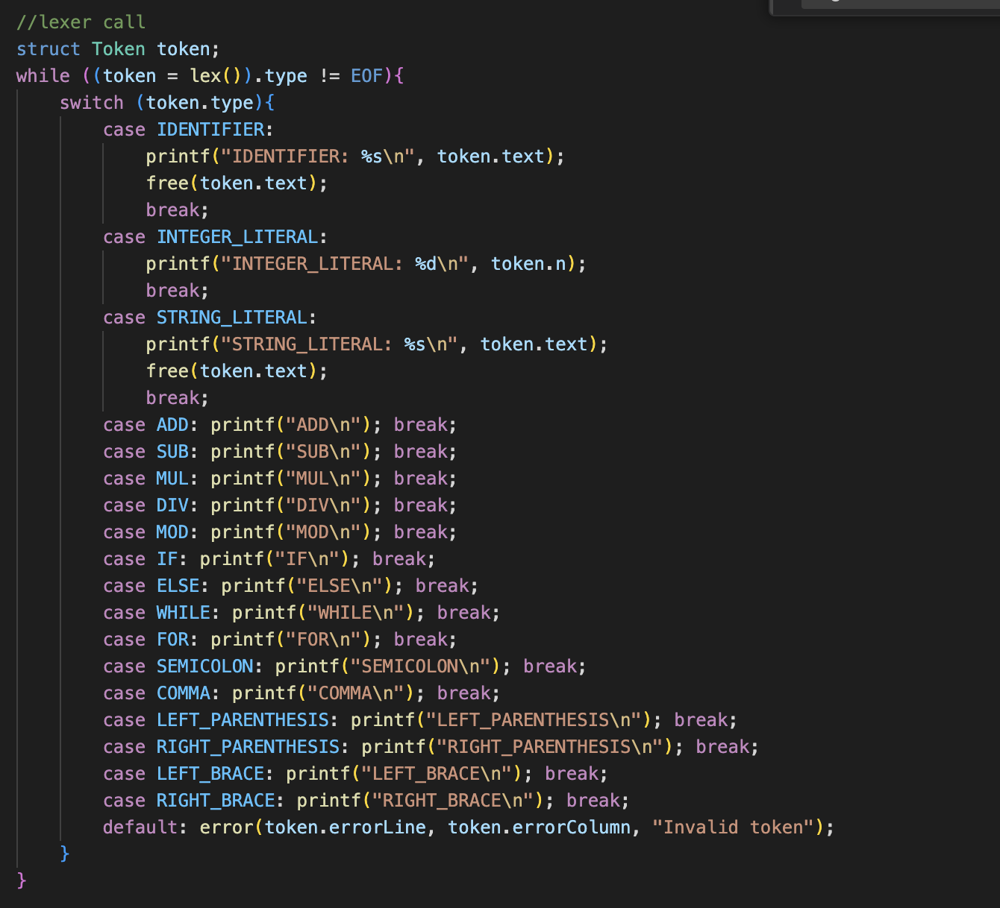 //lexer call
struct Token token;
while ((token = lex()).type != EOF){
    switch (token.type){
        case IDENTIFIER:
            printf("IDENTIFIER: %s\n", token.text);
            free(token.text);
            break;
        case INTEGER_LITERAL:
            printf("INTEGER_LITERAL: %d\n", token.n);
            break;
        case STRING_LITERAL:
            printf("STRING_LITERAL: %s\n", token.text);
            free(token.text);
            break;
        case ADD: printf("ADD\n"); break;
        case SUB: printf("SUB\n"); break;
        case MUL: printf("MUL\n"); break;
        case DIV: printf("DIV\n"); break;
        case MOD: printf("MOD\n"); break;
        case IF: printf("IF\n"); break;
        case ELSE: printf("ELSE\n"); break;
        case WHILE: printf("WHILE\n"); break;
        case FOR: printf("FOR\n"); break;
        case SEMICOLON: printf("SEMICOLON\n"); break;
        case COMMA: printf("COMMA\n"); break;
        case LEFT_PARENTHESIS: printf("LEFT_PARENTHESIS\n"); break;
        case RIGHT_PARENTHESIS: printf("RIGHT_PARENTHESIS\n"); break;
        case LEFT_BRACE: printf("LEFT_BRACE\n"); break;
        case RIGHT_BRACE: printf("RIGHT_BRACE\n"); break;
        default: error(token.errorLine, token.errorColumn, "Invalid token");
    }
}